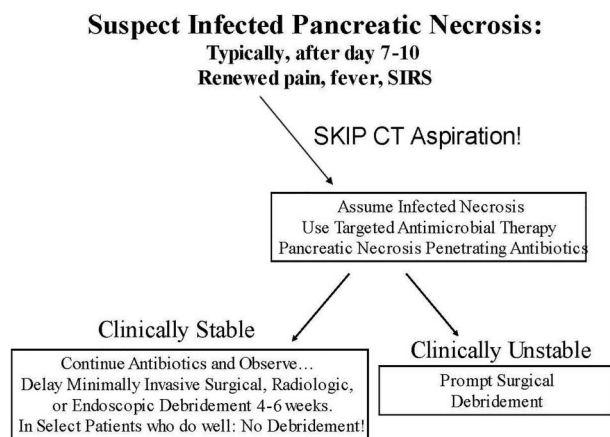 Suspect Infected Pancreatic Necrosis:
Typically, after day 7-10
Renewed pain, fever, SIRS
SKIP CT Aspiration!
Assume Infected Necrosis
Use Targeted Antimicrobial Therapy
Pancreatic Necrosis Penetrating Antibiotics
Clinically Stable
Continue Antibiotics and Observe…
Delay Minimally Invasive Surgical, Radiologic,
or Endoscopic Debridement 4-6 weeks.
In Select Patients who do well: No Debridement!
Clinically Unstable
Prompt Surgical
Debridement